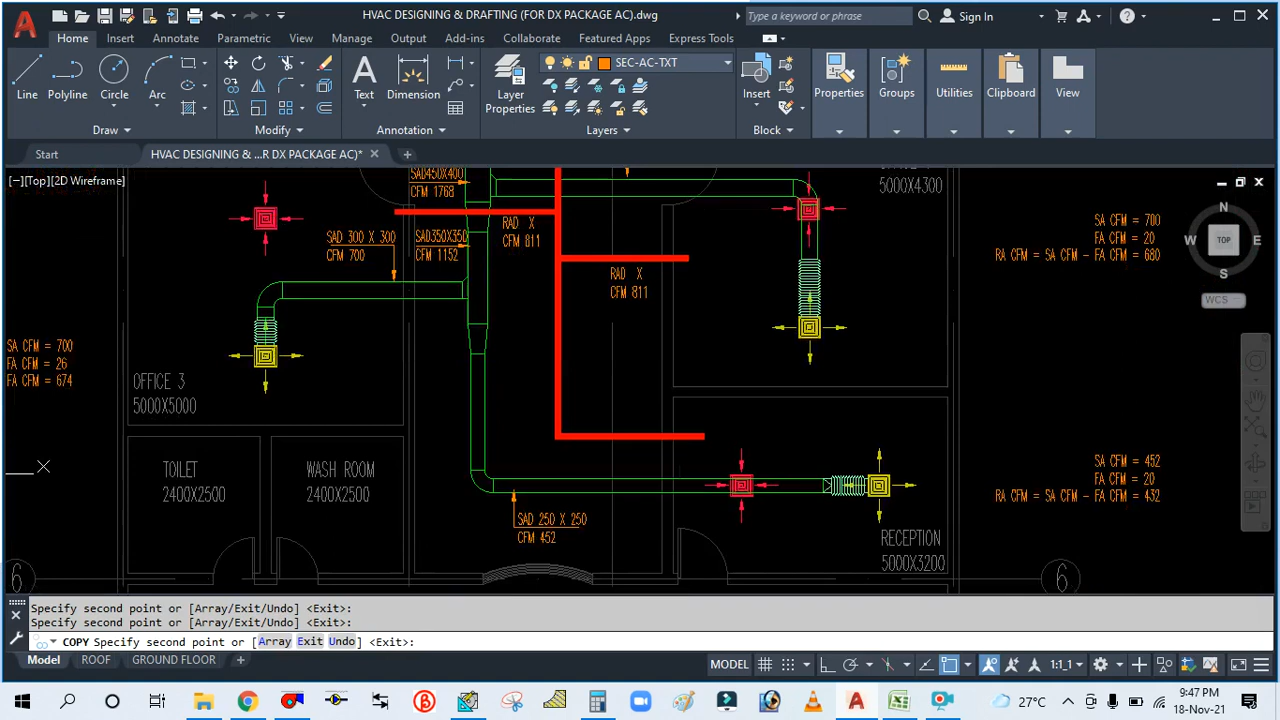 HVAC DESIGNING & DRAFTING (FOR DX PACKAGE AC).dwg
Type a keyword or phrase
Sign In
Home Insert Annotate Parametric View Manage Output Add-ins Collaborate Featured Apps Express Tools
Line Polyline Circle Arc
Text Dimension
Layer Properties
SEC-AC-TXT
Insert
Properties Groups Utilities Clipboard View
Draw Modify Annotation Layers Block
Start
HVAC DESIGNING & ...R DX PACKAGE AC)*
[−][Top][2D Wireframe]
SAD450X400
CFM 1768
5000X4300
SAD 300 X 300
CFM 700
SAD350X350
CFM 1152
RAD X
CFM 811
RAD X
CFM 811
SA CFM = 700
FA CFM = 20
RA CFM = SA CFM - FA CFM = 680
N
W TOP E
S
WCS
SA CFM = 700
FA CFM = 26
FA CFM = 674
OFFICE 3
5000X5000
TOILET
2400X2500
WASH ROOM
2400X2500
SA CFM = 452
FA CFM = 20
RA CFM = SA CFM - FA CFM = 432
SAD 250 X 250
CFM 452
RECEPTION
5000X3200
6
6
Specify second point or [Array/Exit/Undo] <Exit>:
Specify second point or [Array/Exit/Undo] <Exit>:
COPY Specify second point or [Array Exit Undo] <Exit>:
Model ROOF GROUND FLOOR
MODEL
1:1_1
27°C
9:47 PM
18-Nov-21